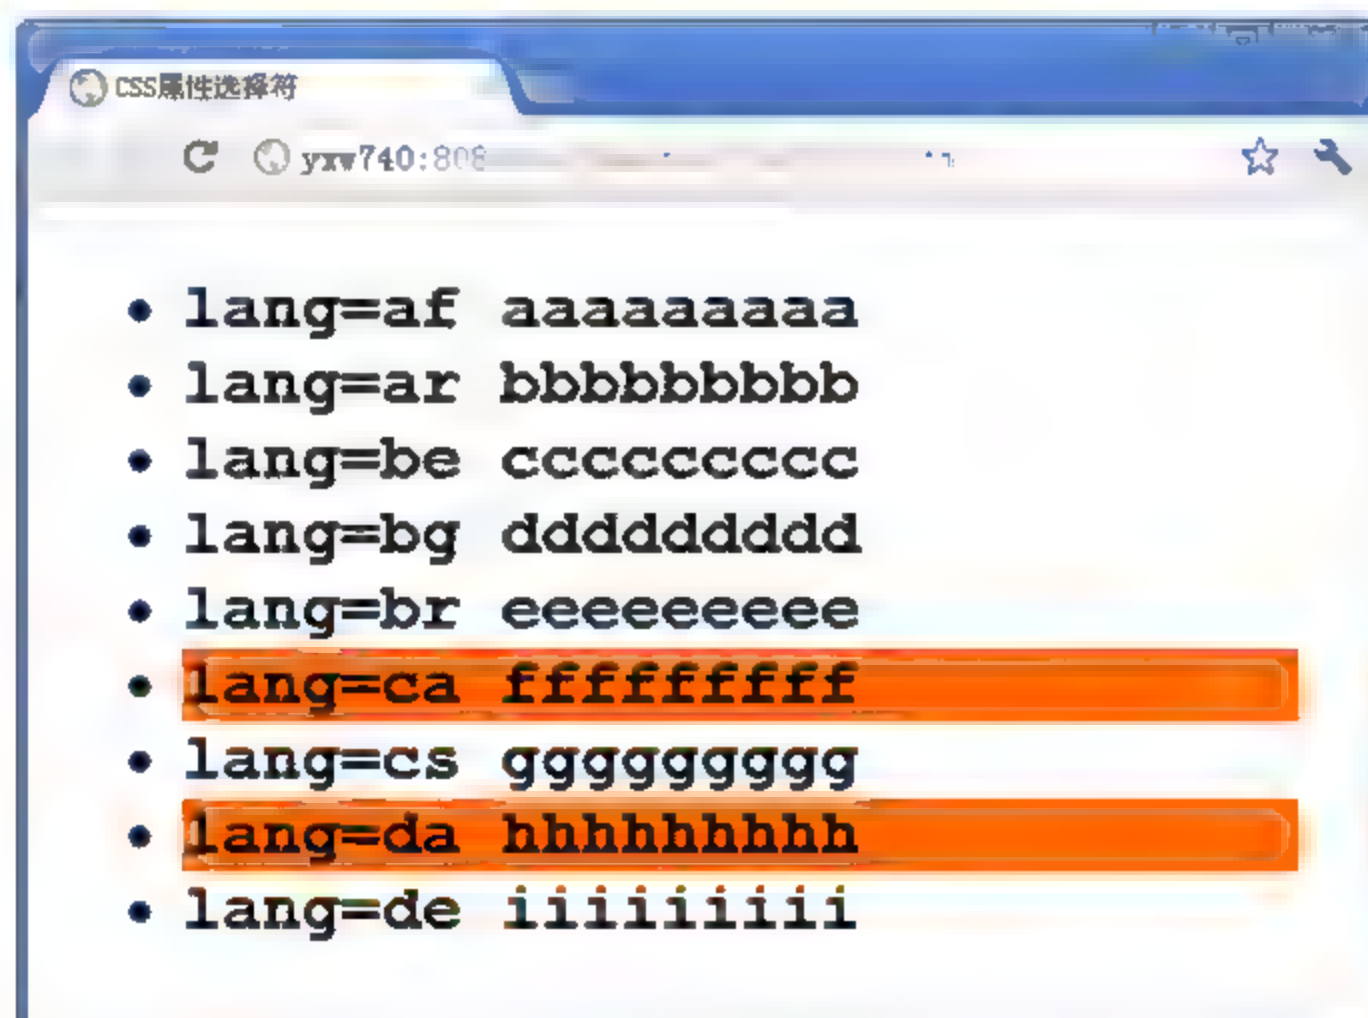 CSS属性选择符
yxw740:808
• lang=af aaaaaaaaa
• lang=ar bbbbbbbbb
• lang=be ccccccccc
• lang=bg ddddddddd
• lang=br eeeeeeeee
• lang=ca fffffffff
• lang=cs ggggggggg
• lang=da hhhhhhhhh
• lang=de iiiiiiiii